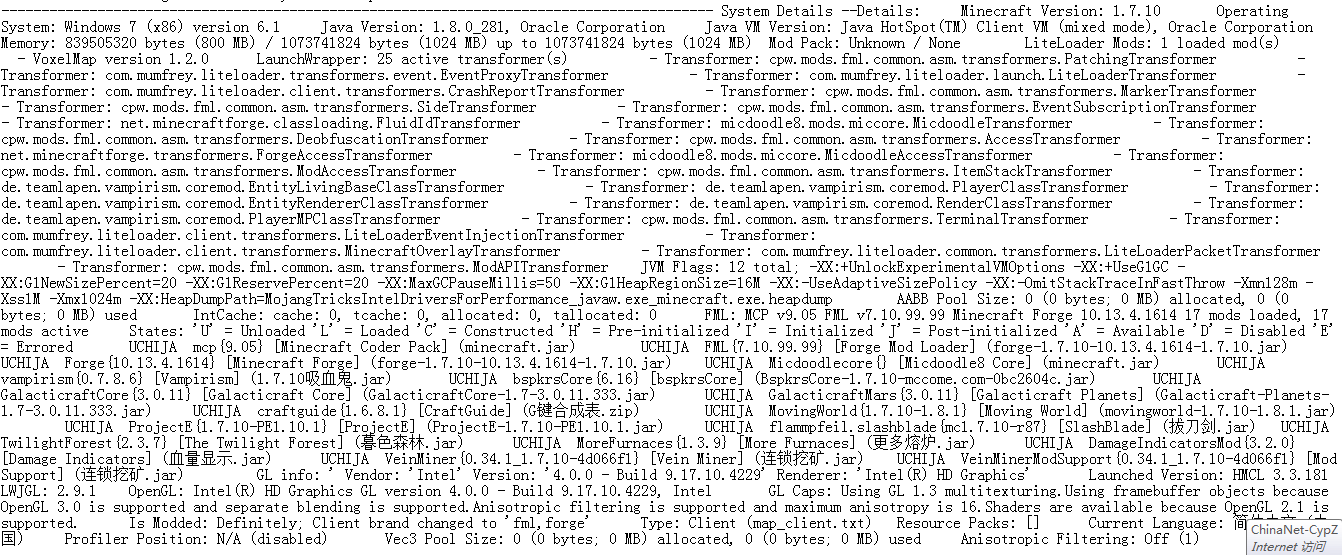 ------------------------------------------------------------------------------------------ System Details --Details:     Minecraft Version: 1.7.10       Operating
System: Windows 7 (x86) version 6.1     Java Version: 1.8.0_281, Oracle Corporation     Java VM Version: Java HotSpot(TM) Client VM (mixed mode), Oracle Corporation
Memory: 839505320 bytes (800 MB) / 1073741824 bytes (1024 MB) up to 1073741824 bytes (1024 MB)  Mod Pack: Unknown / None        LiteLoader Mods: 1 loaded mod(s)
- VoxelMap version 1.2.0      LaunchWrapper: 25 active transformer(s)          - Transformer: cpw.mods.fml.common.asm.transformers.PatchingTransformer          -
Transformer: com.mumfrey.liteloader.transformers.event.EventProxyTransformer          - Transformer: com.mumfrey.liteloader.launch.LiteLoaderTransformer          -
Transformer: com.mumfrey.liteloader.client.transformers.CrashReportTransformer          - Transformer: cpw.mods.fml.common.asm.transformers.MarkerTransformer
- Transformer: cpw.mods.fml.common.asm.transformers.SideTransformer          - Transformer: cpw.mods.fml.common.asm.transformers.EventSubscriptionTransformer
- Transformer: net.minecraftforge.classloading.FluidIdTransformer          - Transformer: micdoodle8.mods.miccore.MicdoodleTransformer          - Transformer:
cpw.mods.fml.common.asm.transformers.DeobfuscationTransformer          - Transformer: cpw.mods.fml.common.asm.transformers.AccessTransformer          - Transformer:
net.minecraftforge.transformers.ForgeAccessTransformer          - Transformer: micdoodle8.mods.miccore.MicdoodleAccessTransformer          - Transformer:
cpw.mods.fml.common.asm.transformers.ModAccessTransformer          - Transformer: cpw.mods.fml.common.asm.transformers.ItemStackTransformer          - Transformer:
de.teamlapen.vampirism.coremod.EntityLivingBaseClassTransformer          - Transformer: de.teamlapen.vampirism.coremod.PlayerClassTransformer          - Transformer:
de.teamlapen.vampirism.coremod.EntityRendererClassTransformer          - Transformer: de.teamlapen.vampirism.coremod.RenderClassTransformer          - Transformer:
de.teamlapen.vampirism.coremod.PlayerMPClassTransformer          - Transformer: cpw.mods.fml.common.asm.transformers.TerminalTransformer          - Transformer:
com.mumfrey.liteloader.client.transformers.LiteLoaderEventInjectionTransformer          - Transformer:
com.mumfrey.liteloader.client.transformers.MinecraftOverlayTransformer          - Transformer: com.mumfrey.liteloader.common.transformers.LiteLoaderPacketTransformer
- Transformer: cpw.mods.fml.common.asm.transformers.ModAPITransformer       JVM Flags: 12 total; -XX:+UnlockExperimentalVMOptions -XX:+UseG1GC -
XX:G1NewSizePercent=20 -XX:G1ReservePercent=20 -XX:MaxGCPauseMillis=50 -XX:G1HeapRegionSize=16M -XX:-UseAdaptiveSizePolicy -XX:-OmitStackTraceInFastThrow -Xmn128m -
Xss1M -Xmx1024m -XX:HeapDumpPath=MojangTricksIntelDriversForPerformance_javaw.exe_minecraft.exe.heapdump        AABB Pool Size: 0 (0 bytes; 0 MB) allocated, 0 (0
bytes; 0 MB) used       IntCache: cache: 0, tcache: 0, allocated: 0, tallocated: 0      FML: MCP v9.05 FML v7.10.99.99 Minecraft Forge 10.13.4.1614 17 mods loaded, 17
mods active     States: 'U' = Unloaded 'L' = Loaded 'C' = Constructed 'H' = Pre-initialized 'I' = Initialized 'J' = Post-initialized 'A' = Available 'D' = Disabled 'E'
= Errored       UCHIJA  mcp{9.05} [Minecraft Coder Pack] (minecraft.jar)        UCHIJA  FML{7.10.99.99} [Forge Mod Loader] (forge-1.7.10-10.13.4.1614-1.7.10.jar)
UCHIJA  Forge{10.13.4.1614} [Minecraft Forge] (forge-1.7.10-10.13.4.1614-1.7.10.jar)    UCHIJA  Micdoodlecore{} [Micdoodle8 Core] (minecraft.jar)       UCHIJA
vampirism{0.7.8.6} [Vampirism] (1.7.10吸血鬼.jar)       UCHIJA  bspkrsCore{6.16} [bspkrsCore] (BspkrsCore-1.7.10-mccome.com-0bc2604c.jar)       UCHIJA
GalacticraftCore{3.0.11} [Galacticraft Core] (GalacticraftCore-1.7-3.0.11.333.jar)      UCHIJA  GalacticraftMars{3.0.11} [Galacticraft Planets] (Galacticraft-Planets-
1.7-3.0.11.333.jar)     UCHIJA  craftguide{1.6.8.1} [CraftGuide] (G键合成表.zip)        UCHIJA  MovingWorld{1.7.10-1.8.1} [Moving World] (movingworld-1.7.10-1.8.1.jar)
UCHIJA  ProjectE{1.7.10-PE1.10.1} [ProjectE] (ProjectE-1.7.10-PE1.10.1.jar)     UCHIJA  flammpfeil.slashblade{mc1.7.10-r87} [SlashBlade] (拔刀剑.jar)   UCHIJA
TwilightForest{2.3.7} [The Twilight Forest] (暮色森林.jar)      UCHIJA  MoreFurnaces{1.3.9} [More Furnaces] (更多熔炉.jar)      UCHIJA  DamageIndicatorsMod{3.2.0}
[Damage Indicators] (血量显示.jar)      UCHIJA  VeinMiner{0.34.1_1.7.10-4d066f1} [Vein Miner] (连锁挖矿.jar)    UCHIJA  VeinMinerModSupport{0.34.1_1.7.10-4d066f1} [Mod
Support] (连锁挖矿.jar)         GL info: ' Vendor: 'Intel' Version: '4.0.0 - Build 9.17.10.4229' Renderer: 'Intel(R) HD Graphics'       Launched Version: HMCL 3.3.181
LWJGL: 2.9.1    OpenGL: Intel(R) HD Graphics GL version 4.0.0 - Build 9.17.10.4229, Intel       GL Caps: Using GL 1.3 multitexturing.Using framebuffer objects because
OpenGL 3.0 is supported and separate blending is supported.Anisotropic filtering is supported and maximum anisotropy is 16.Shaders are available because OpenGL 2.1 is
supported.      Is Modded: Definitely; Client brand changed to 'fml,forge'      Type: Client (map_client.txt)   Resource Packs: []      Current Language:
国)     Profiler Position: N/A (disabled)       Vec3 Pool Size: 0 (0 bytes; 0 MB) allocated, 0 (0 bytes; 0 MB) used     Anisotropic Filtering: Off (1)
ChinaNet-CypZ
Internet 访问